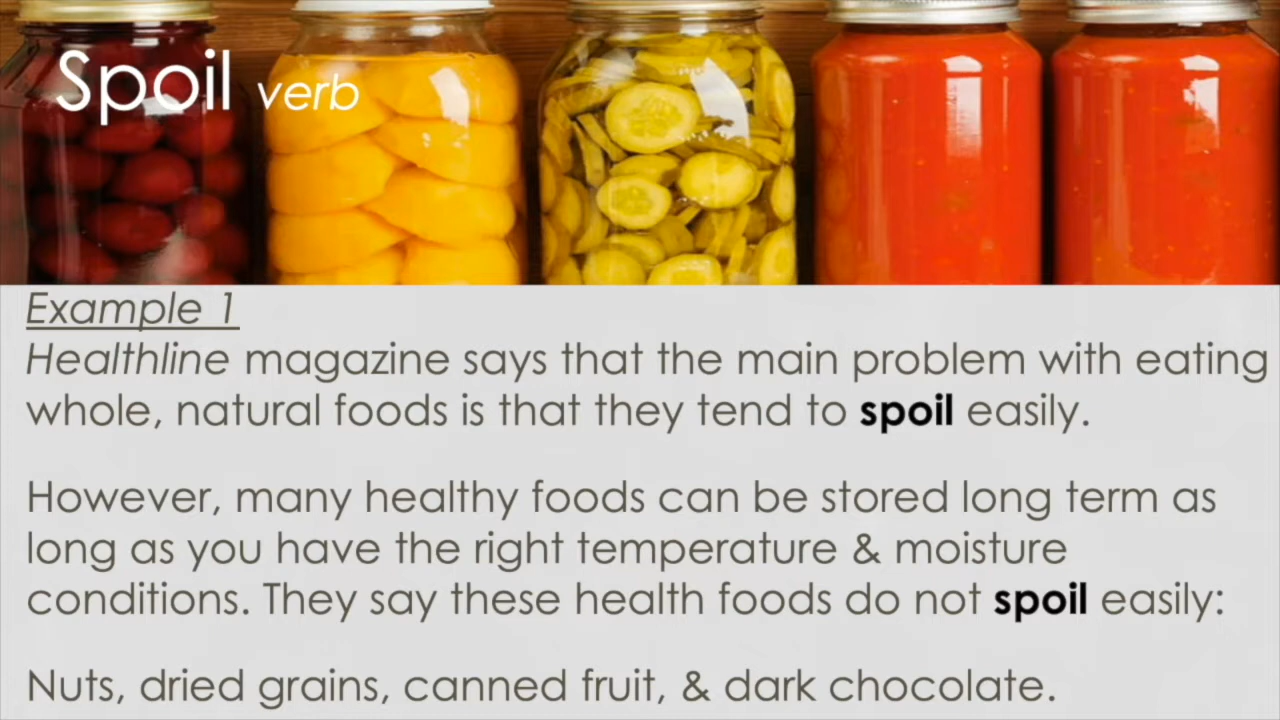 Spoil verb
Example 1
Healthline magazine says that the main problem with eating
whole, natural foods is that they tend to spoil easily.
However, many healthy foods can be stored long term as
long as you have the right temperature & moisture
conditions. They say these health foods do not spoil easily:
Nuts, dried grains, canned fruit, & dark chocolate.